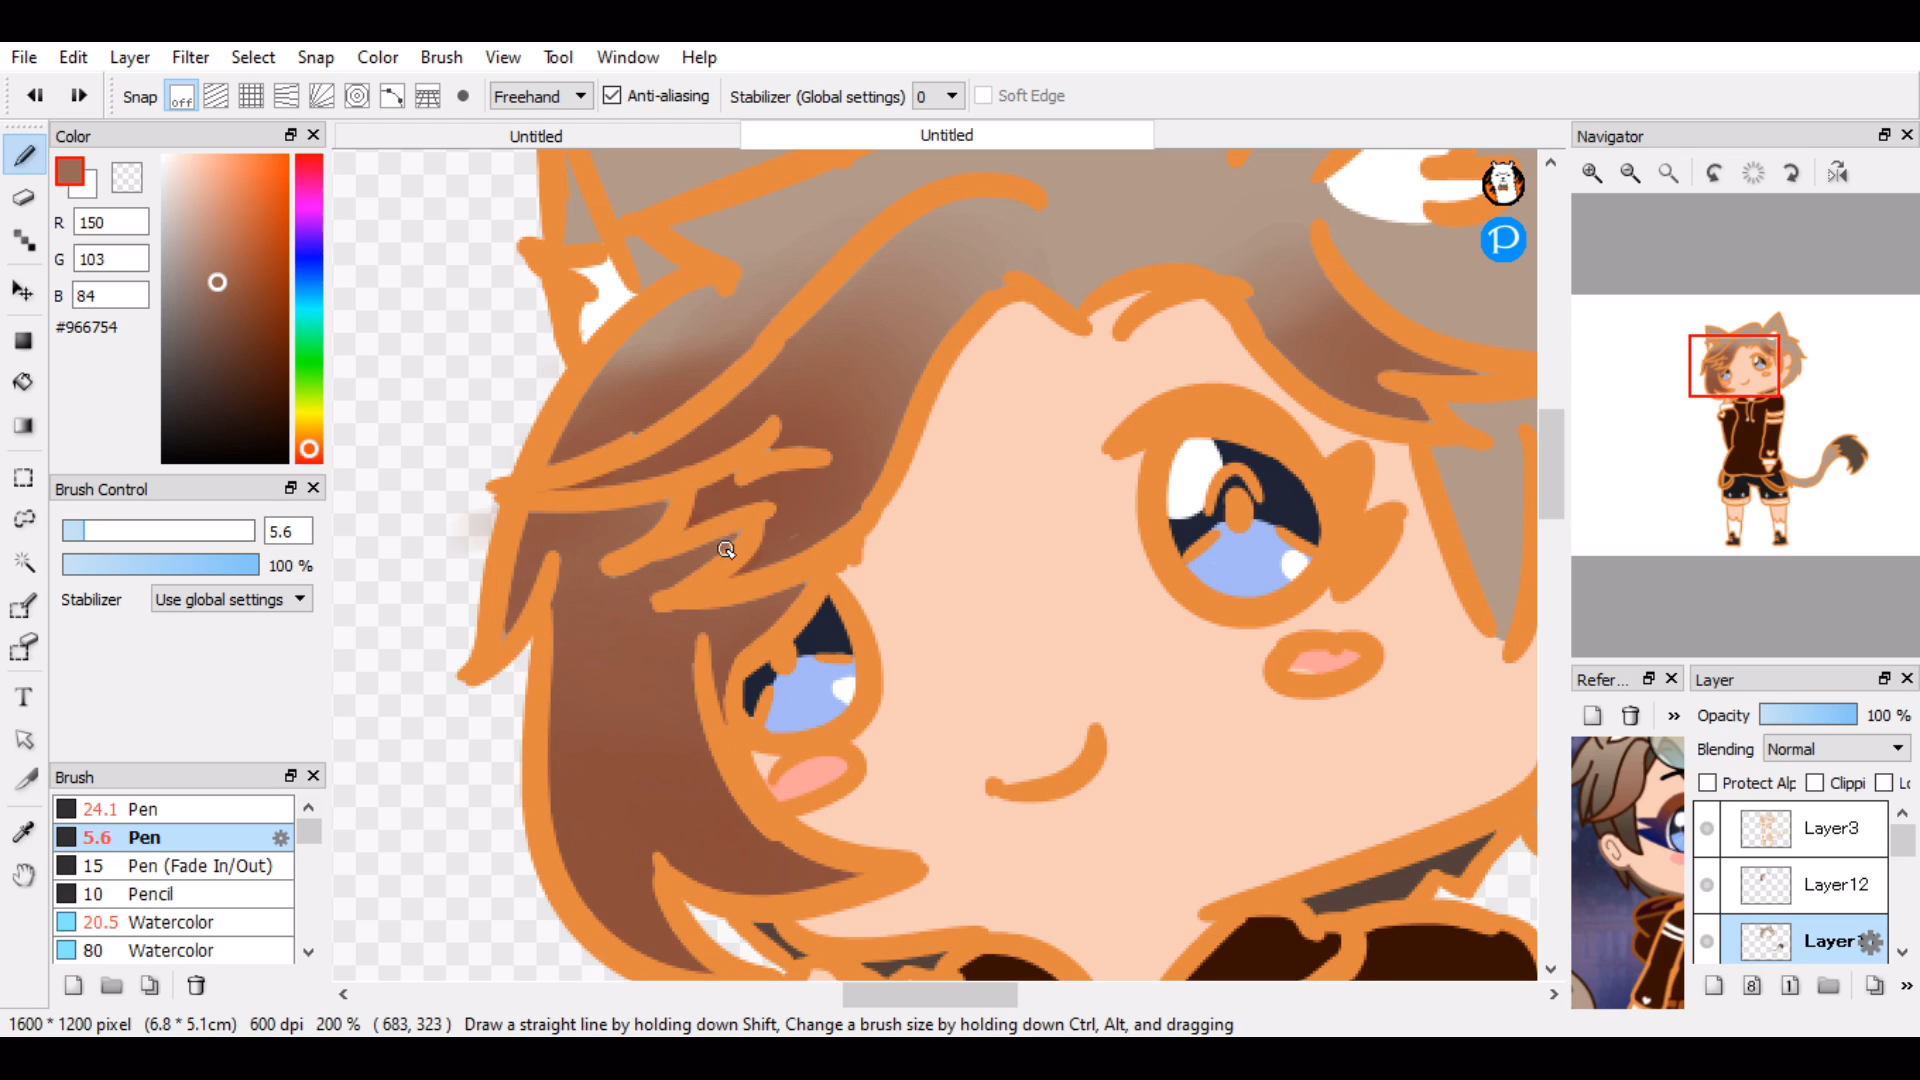 File Edit Layer Filter Select Snap Color Brush View Tool Window Help
Snap off Freehand Anti-aliasing Stabilizer (Global settings) 0 Soft Edge
Color
Untitled
Untitled
Navigator
R 150
G 103
B 84
#966754
Brush Control
5.6
100 %
Stabilizer Use global settings
Brush
24.1 Pen
5.6 Pen
15 Pen (Fade In/Out)
10 Pencil
20.5 Watercolor
80 Watercolor
P
Refer...
Layer
Opacity 100 %
Blending Normal
Protect Alp Clippi Lc
Layer3
Layer12
Layer
8 1
1600 * 1200 pixel (6.8 * 5.1cm) 600 dpi 200 % ( 683, 323 ) Draw a straight line by holding down Shift, Change a brush size by holding down Ctrl, Alt, and dragging
T